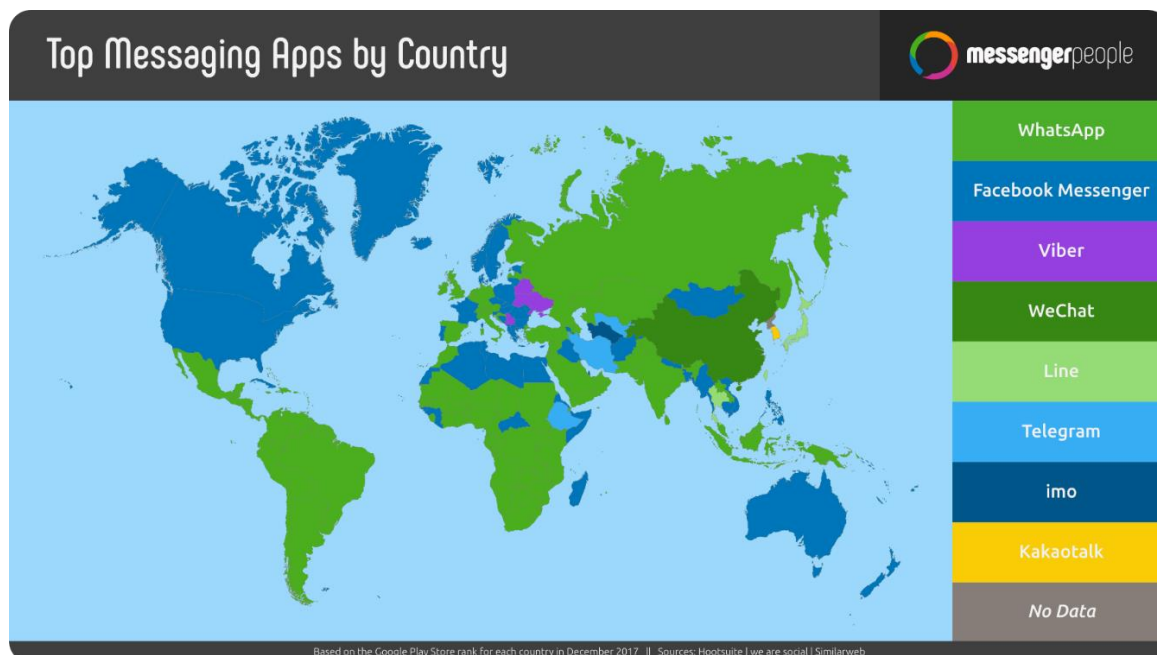 Top Messaging Apps by Country
messengerpeople
WhatsApp
Facebook Messenger
Viber
WeChat
Line
Telegram
imo
Kakaotalk
No Data
Based on the Google Play Store rank for each country in December 2017 || Sources: Hootsuite | we are social | Similarweb